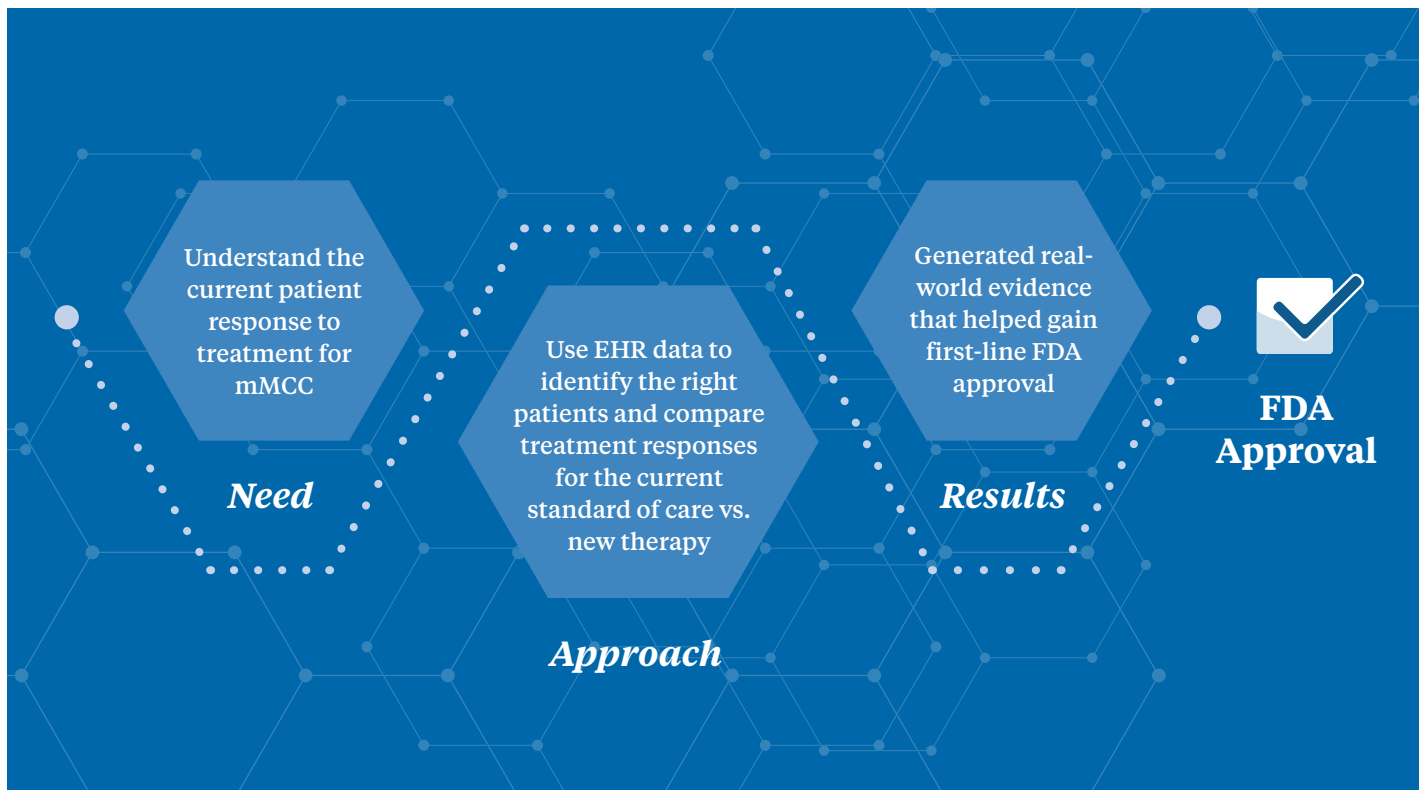 Understand the
current patient
response to
treatment for
mMCC
Need
Use EHR data to
identify the right
patients and compare
treatment responses
for the current
standard of care vs.
new therapy
Approach
Generated real-
world evidence
that helped gain
first-line FDA
approval
Results
FDA
Approval